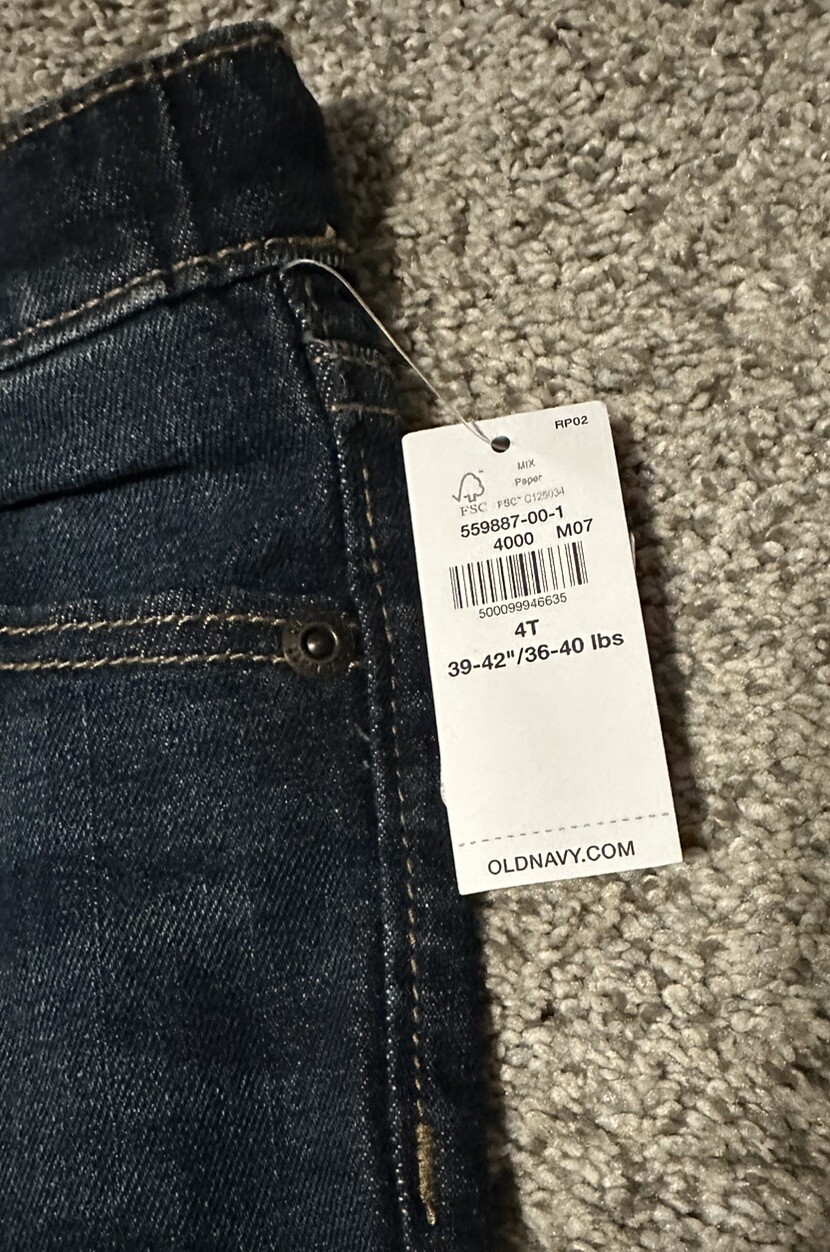 RP02
MIX
Paper
FSC™ C125034
FSC
559887-00-1
4000 M07
500099946635
4T
39-42"/36-40 lbs
OLDNAVY.COM